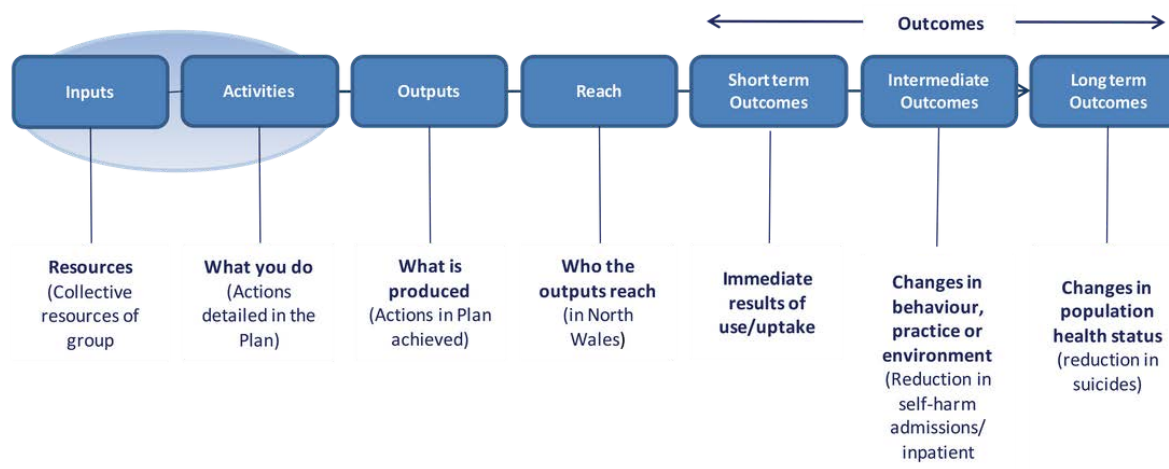 Outcomes
Inputs
Activities
Outputs
Reach
Short term
Outcomes
Intermediate
Outcomes
Long term
Outcomes
Resources
(Collective
resources of
group
What you do
(Actions
detailed in the
Plan)
What is
produced
(Actions in Plan
achieved)
Who the
outputs reach
(in North
Wales)
Immediate
results of
use/uptake
Changes in
behaviour,
practice or
environment
(Reduction in
self-harm
admissions/
inpatient
Changes in
population
health status
(reduction in
suicides)